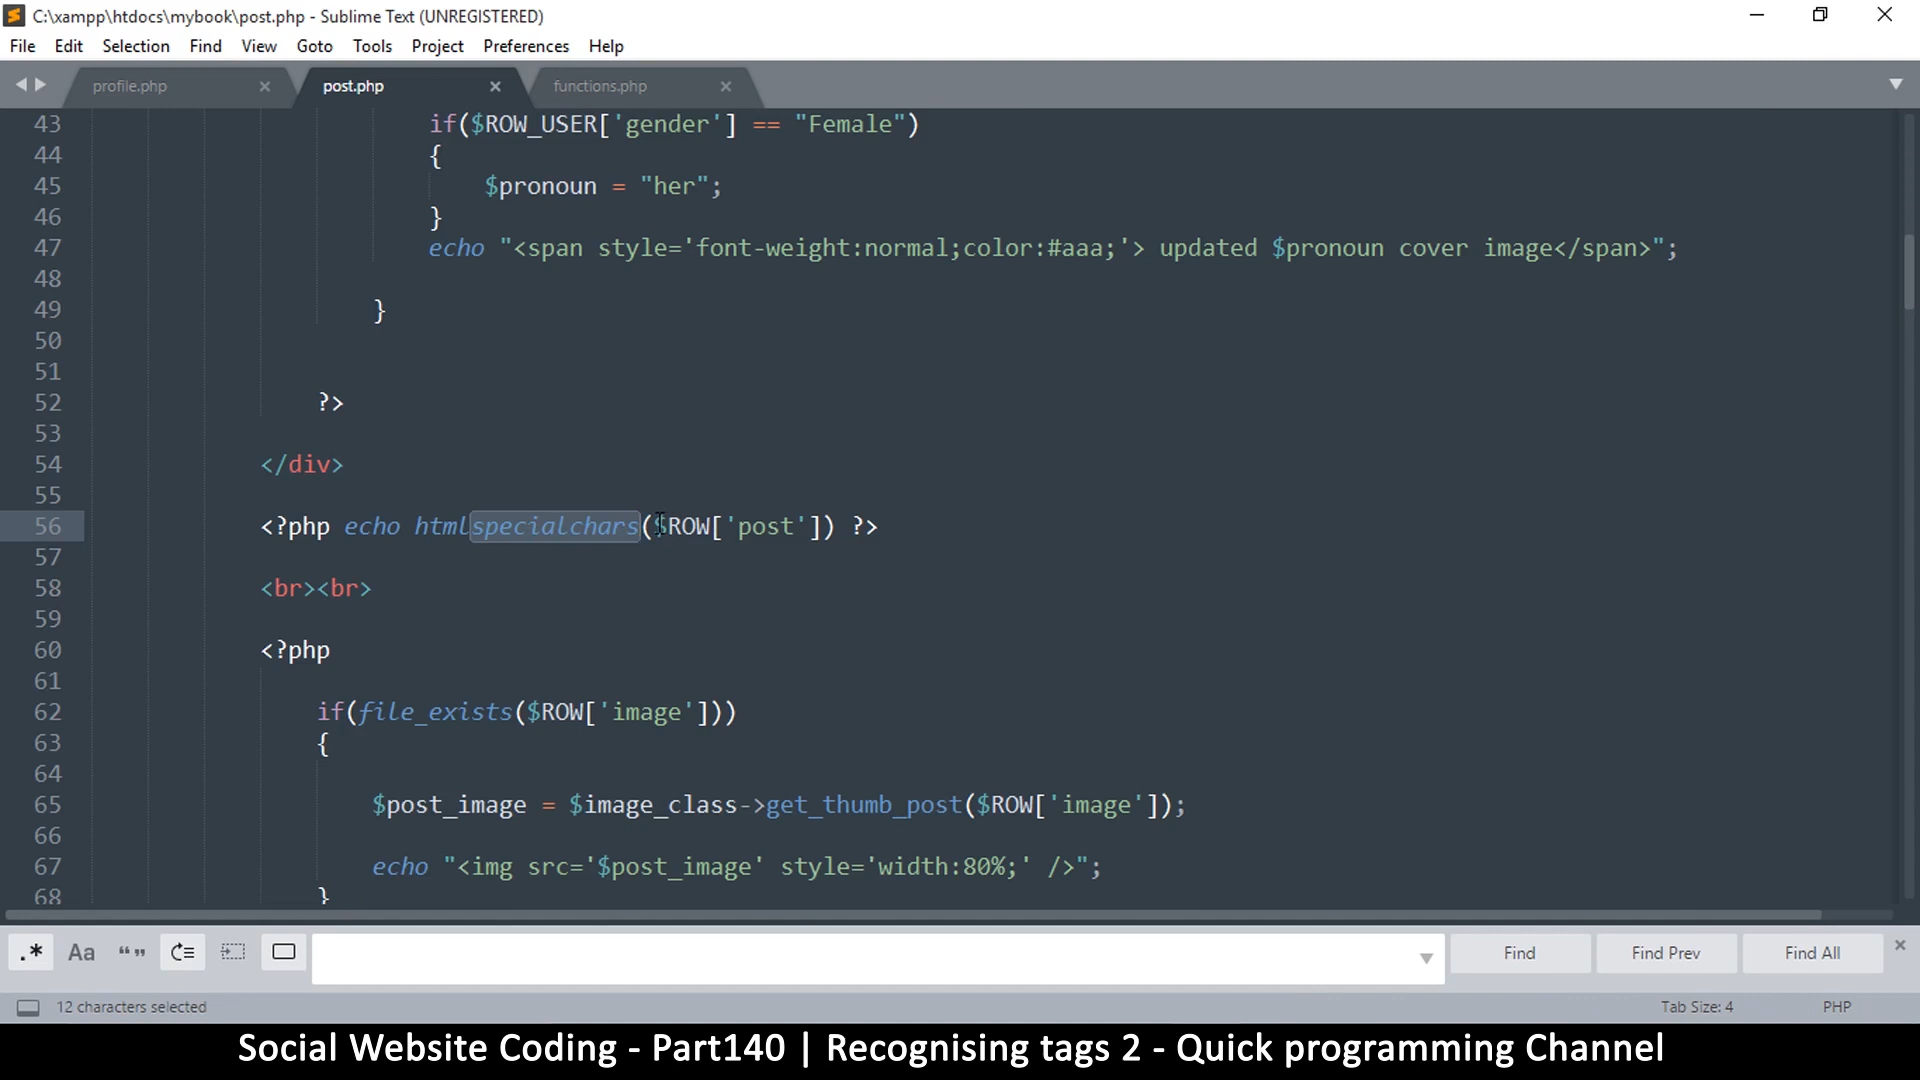 C:\xampp\htdocs\mybook\post.php - Sublime Text (UNREGISTERED)
File Edit Selection Find View Goto Tools Project Preferences Help
profile.php post.php functions.php
43 if($ROW_USER['gender'] == "Female")
44 {
45 $pronoun = "her";
46 }
47 echo "<span style='font-weight:normal;color:#aaa;'> updated $pronoun cover image</span>";
48
49 }
50
51
52 ?>
53
54 </div>
55
56 <?php echo htmlspecialchars($ROW['post']) ?>
57
58 <br><br>
59
60 <?php
61
62 if(file_exists($ROW['image']))
63 {
64
65 $post_image = $image_class->get_thumb_post($ROW['image']);
66
67 echo "<img src='$post_image' style='width:80%;' />";
68 }
.* Aa “ ” Find Find Prev Find All
12 characters selected Tab Size: 4 PHP
Social Website Coding - Part140 | Recognising tags 2 - Quick programming Channel